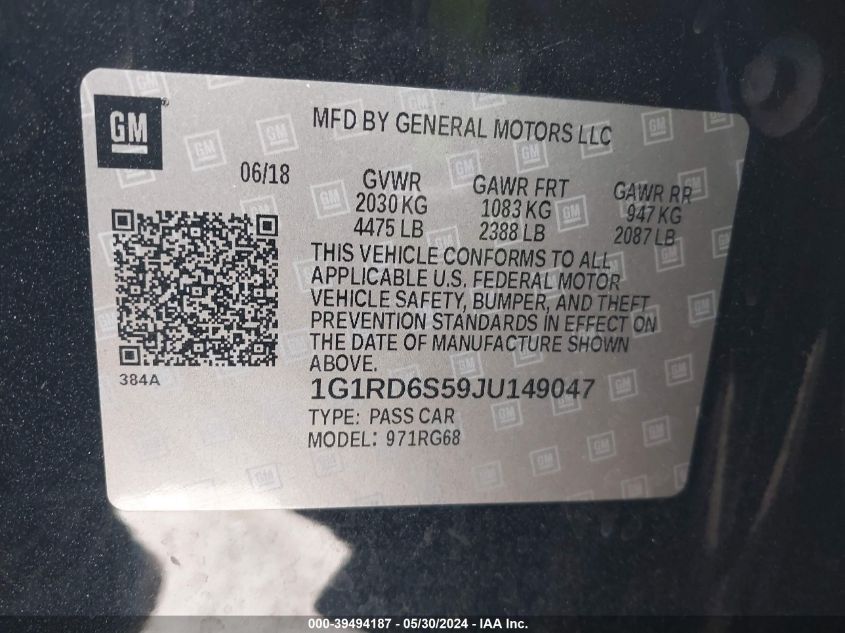 GM®
MFD BY GENERAL MOTORS LLC
06/18
GVWR
2030 KG
4475 LB
GAWR FRT
1083 KG
2388 LB
GAWR RR
947 KG
2087 LB
THIS VEHICLE CONFORMS TO ALL
APPLICABLE U.S. FEDERAL MOTOR
VEHICLE SAFETY, BUMPER, AND THEFT
PREVENTION STANDARDS IN EFFECT ON
THE DATE OF MANUFACTURE SHOWN
ABOVE.
384A
1G1RD6S59JU149047
TYPE: PASS CAR
MODEL: 971RG68
000-39494187 - 05/30/2024 - IAA Inc.